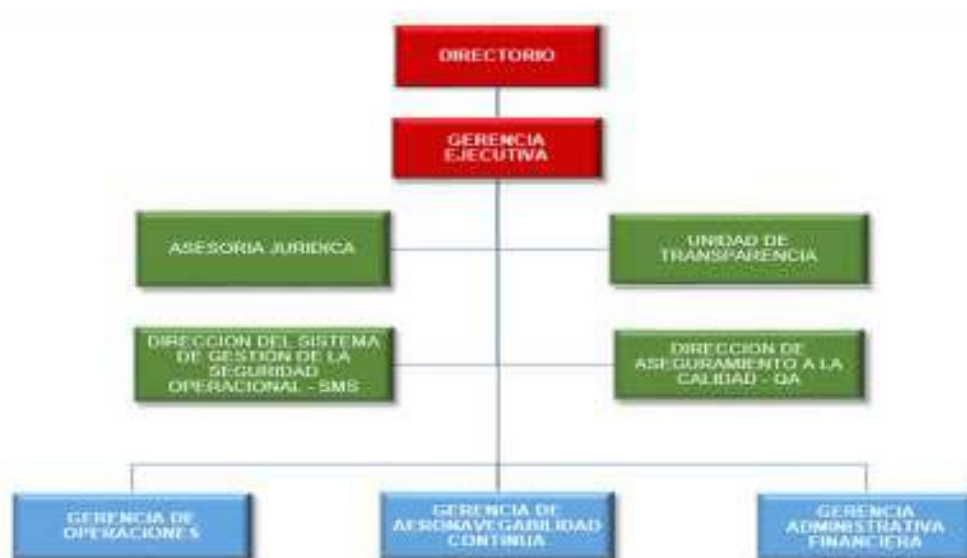 DIRECTORIO
GERENCIA
EJECUTIVA
ASESORIA JURIDICA
UNIDAD DE
TRANSPARENCIA
DIRECCION DEL SISTEMA
DE GESTIÓN DE LA
SEGURIDAD
OPERACIONAL - SMS
DIRECCION DE
ASEGURAMIENTO A LA
CALIDAD - QA
GERENCIA DE
OPERACIONES
GERENCIA DE
AERONAVEGABILIDAD
CONTINUA
GERENCIA
ADMINISTRATIVA
FINANCIERA